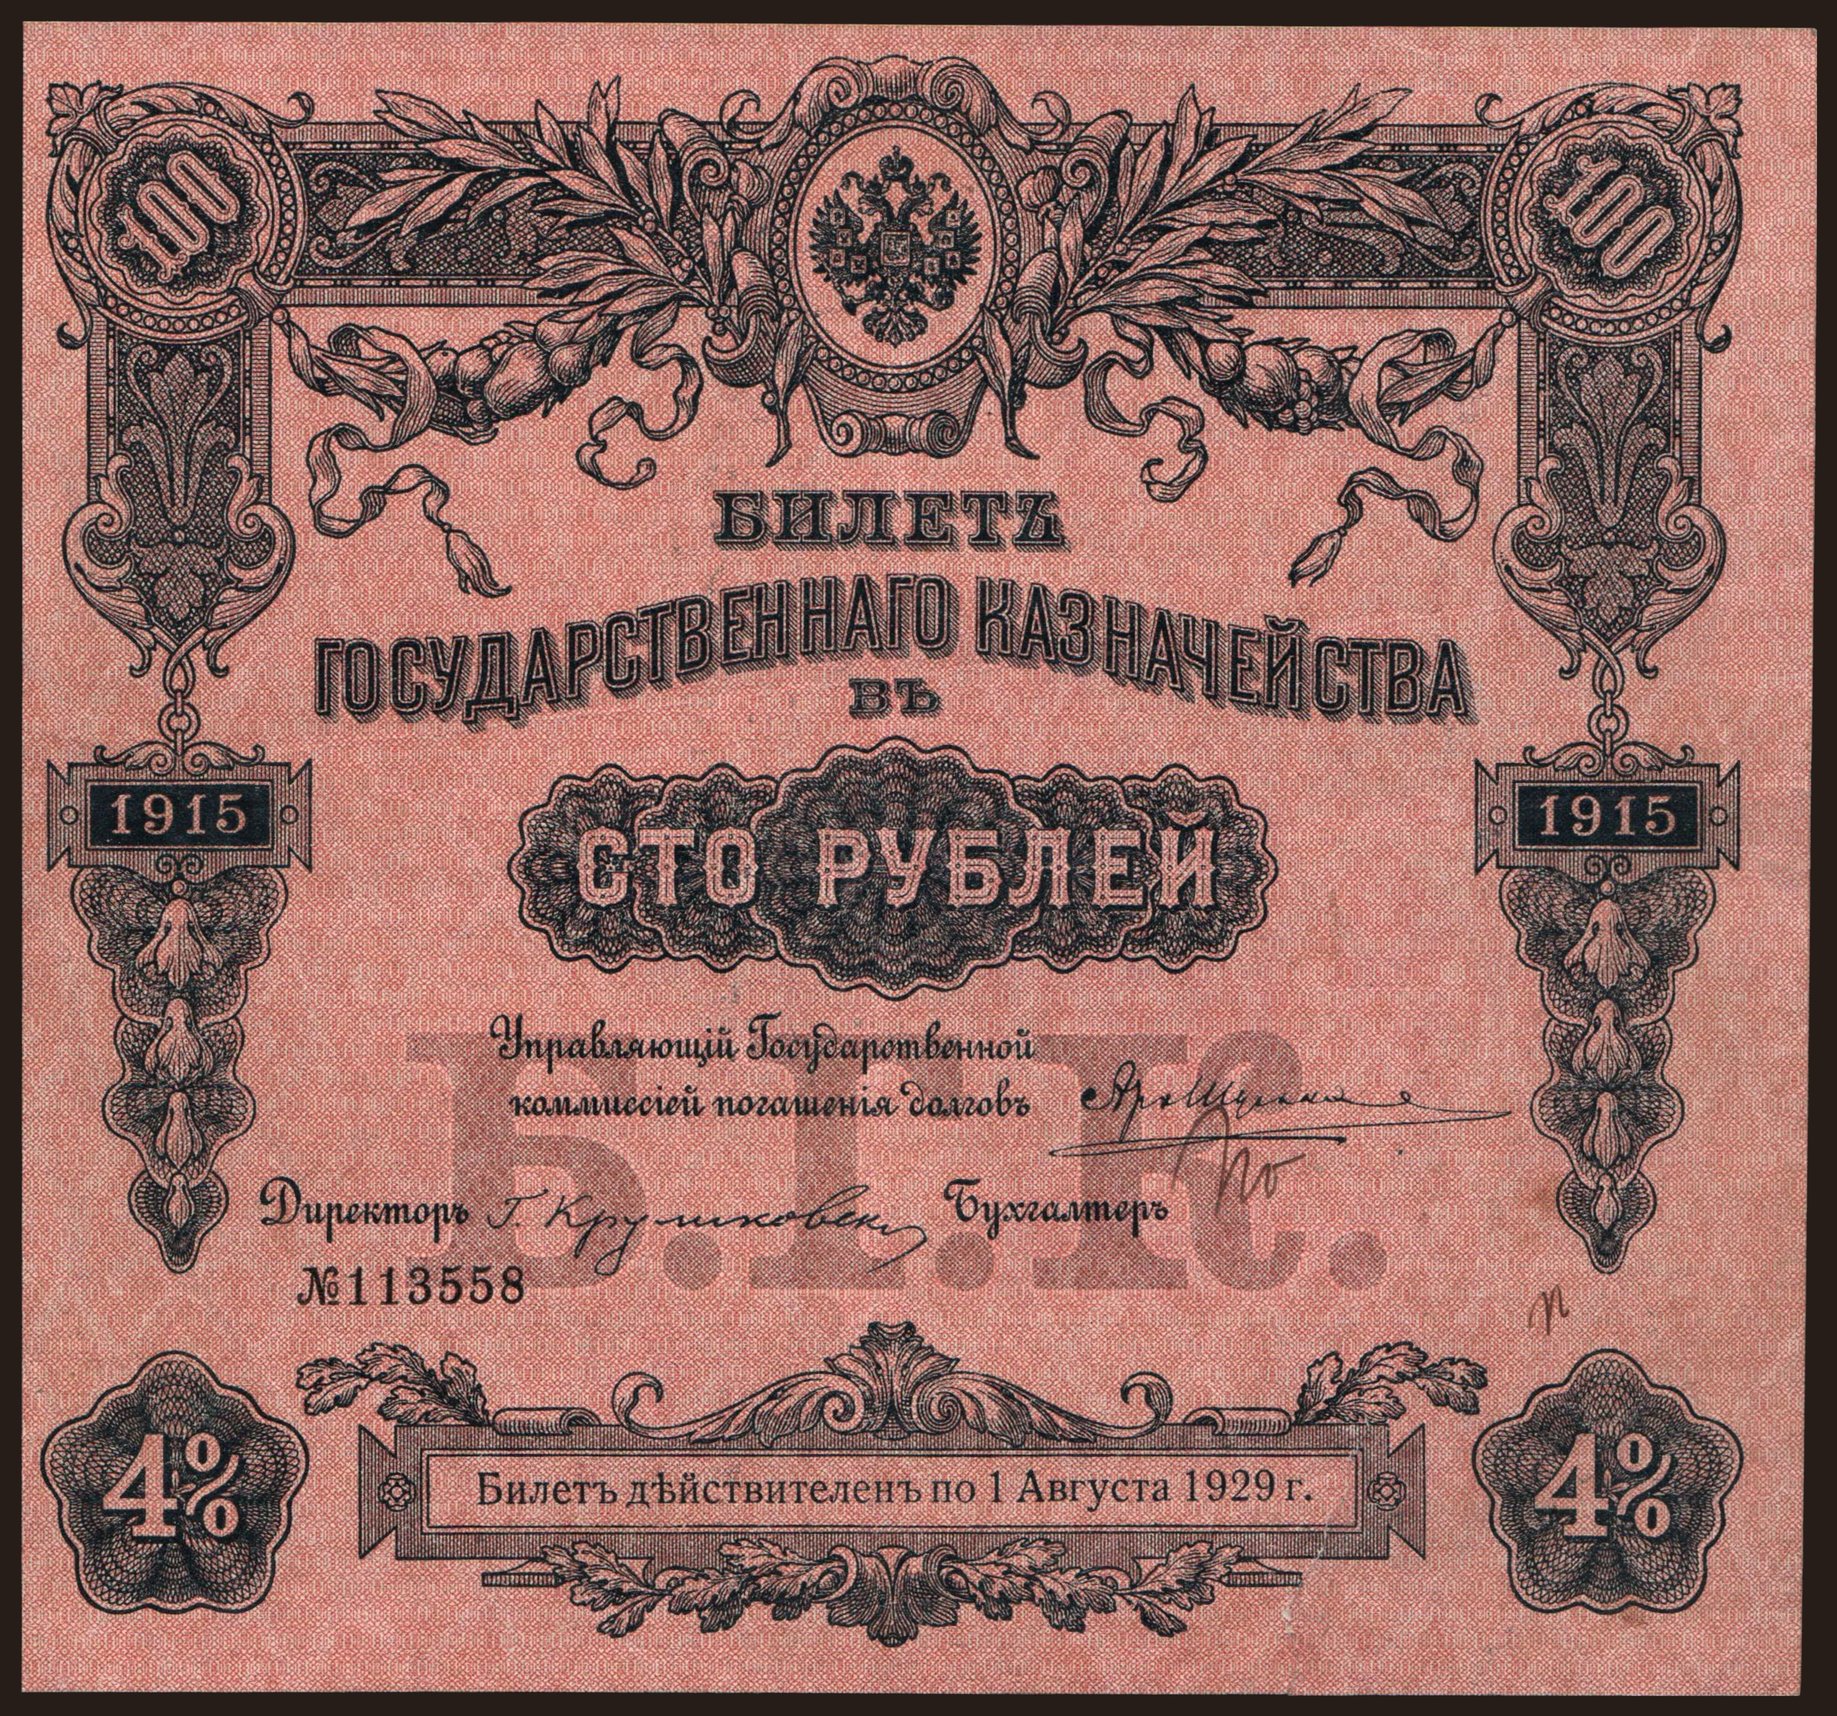 100 100
БИЛЕТЪ
ГОСУДАРСТВЕННАГО КАЗНАЧЕЙСТВА
ВЪ
1915 1915
СТО РУБЛЕЙ
Управляющій Государственной
коммиссіей погашенія долговъ
Б.Г.К.
Директоръ Бухгалтеръ
№113558
4% 4%
Билетъ дѣйствителенъ по 1 Августа 1929 г.